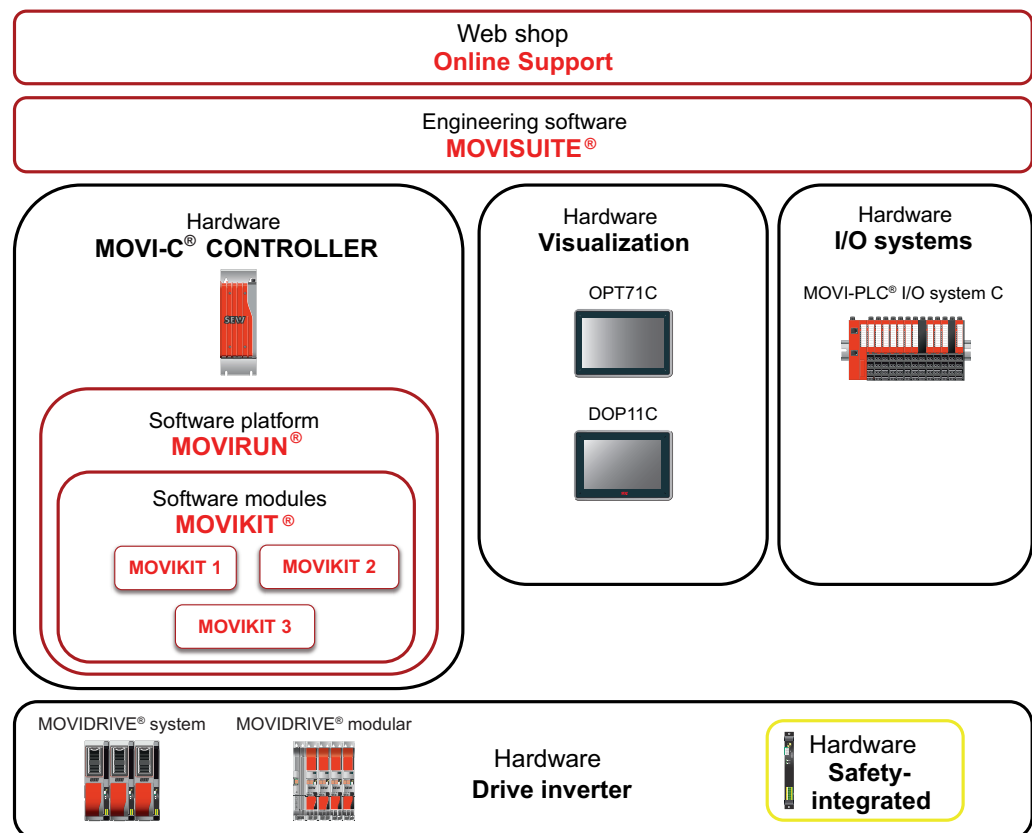 Web shop
Online Support
Engineering software
MOVISUITE®
Hardware
MOVI-C® CONTROLLER
SEW
Software platform
MOVIRUN®
Software modules
MOVIKIT®
MOVIKIT 1
MOVIKIT 2
MOVIKIT 3
Hardware
Visualization
OPT71C
DOP11C
Hardware
I/O systems
MOVI-PLC® I/O system C
MOVIDRIVE® system
MOVIDRIVE® modular
Hardware
Drive inverter
Hardware
Safety-
integrated